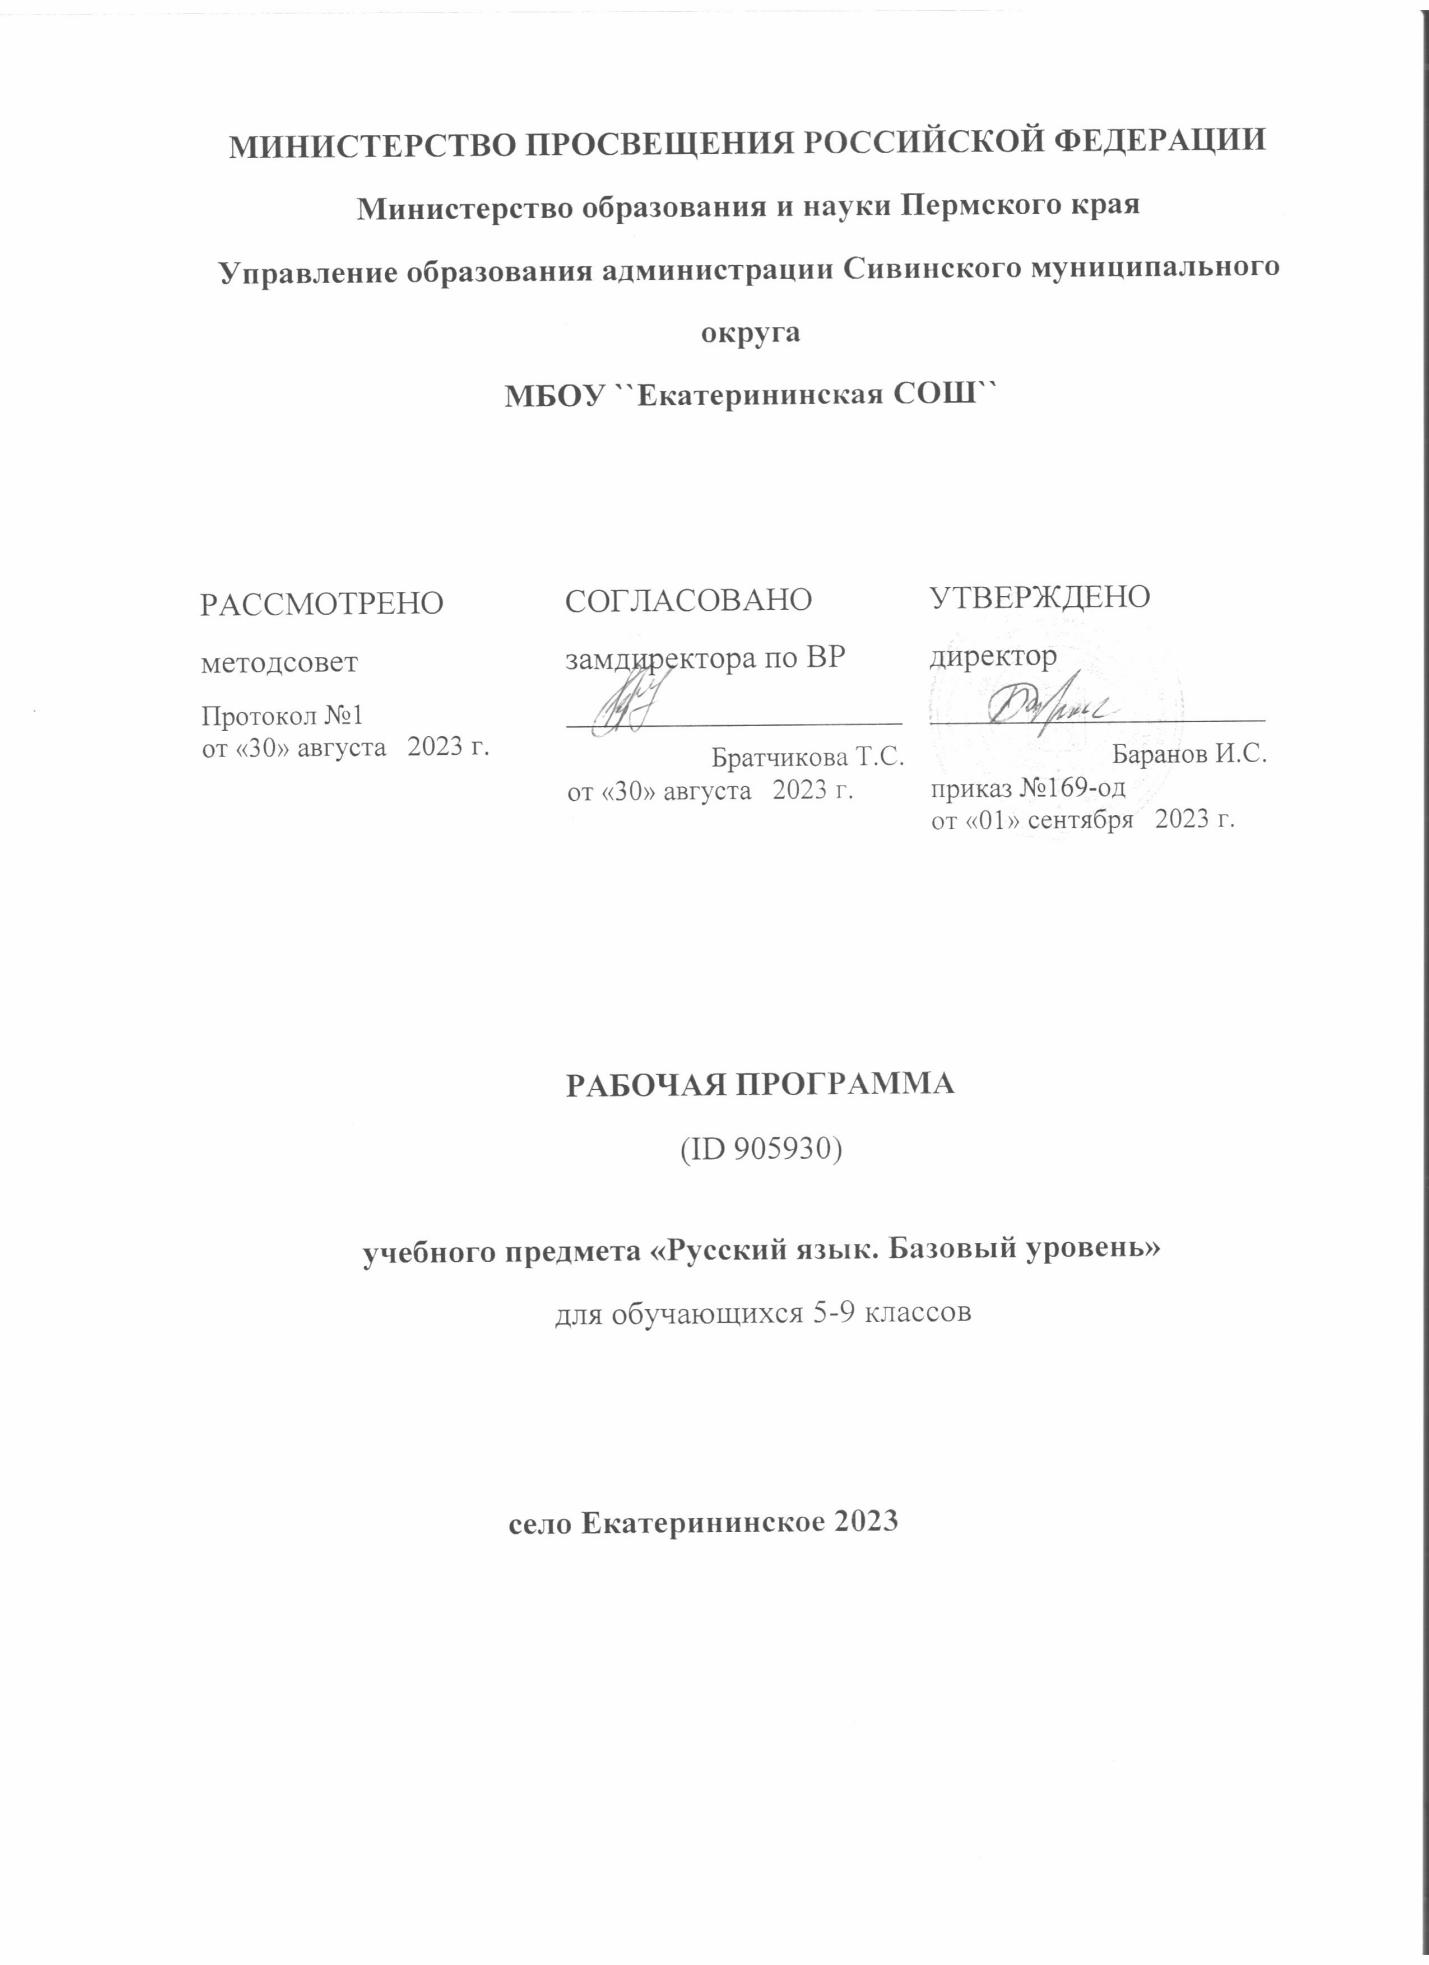 МИНИСТЕРСТВО ПРОСВЕЩЕНИЯ РОССИЙСКОЙ ФЕДЕРАЦИИ
Министерство образования и науки Пермского края
Управление образования администрации Сивинского муниципального
округа
МБОУ ``Екатерининская СОШ``
РАССМОТРЕНО
методсовет
Протокол №1
от «30» августа 2023 г.
СОГЛАСОВАНО
замдиректора по ВР
Братчикова Т.С.
от «30» августа 2023 г.
УТВЕРЖДЕНО
директор
Баранов И.С.
приказ №169-од
от «01» сентября 2023 г.
РАБОЧАЯ ПРОГРАММА
(ID 905930)
учебного предмета «Русский язык. Базовый уровень»
для обучающихся 5-9 классов
село Екатерининское 2023